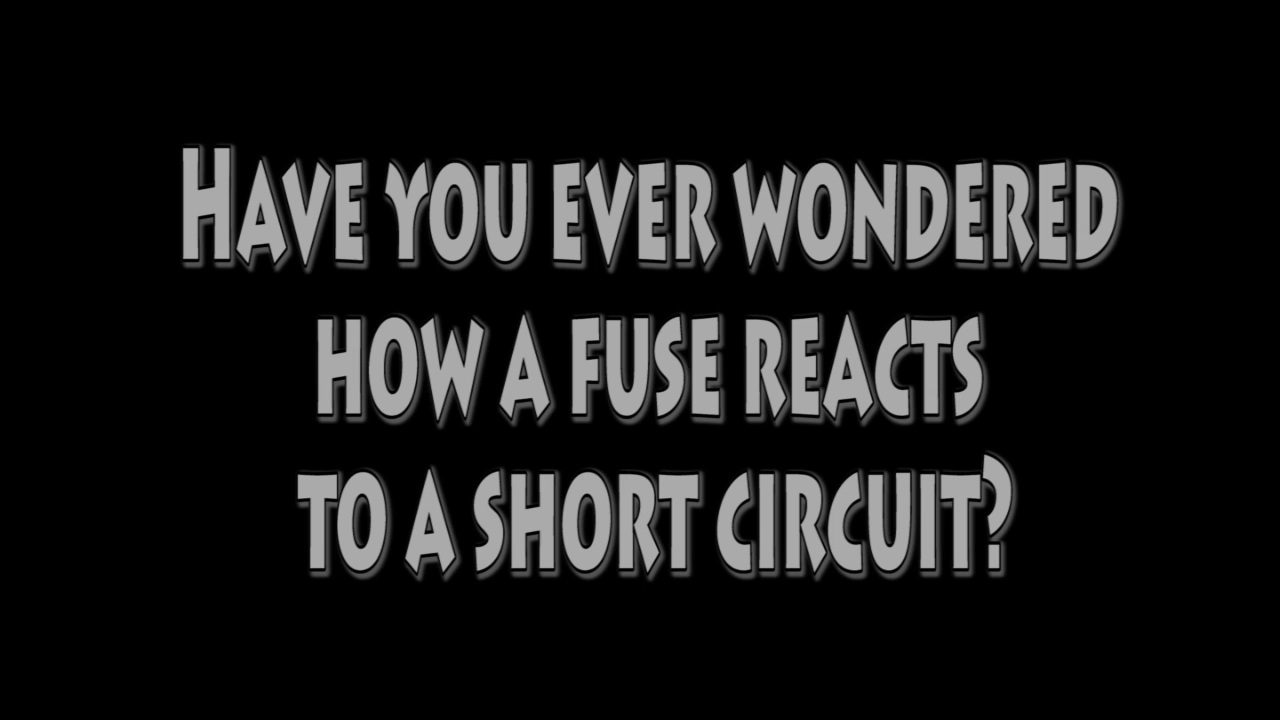 Have you ever wondered
how a fuse reacts
to a short circuit?